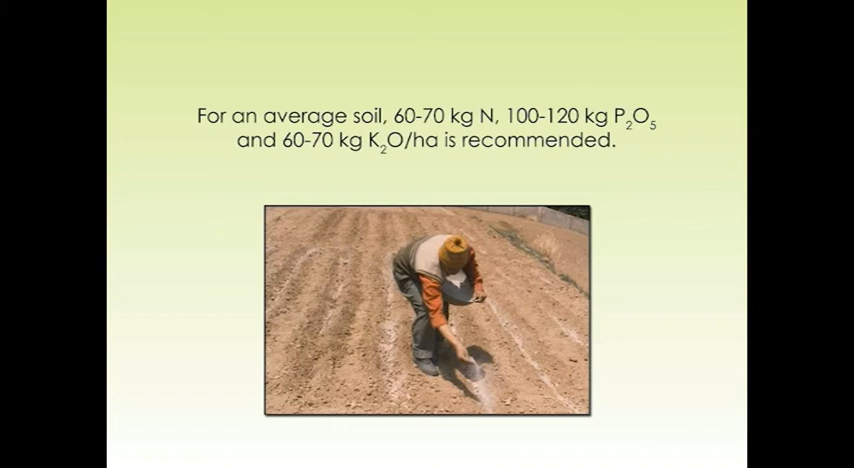 For an average soil, 60-70 kg N, 100-120 kg P₂O₅
and 60-70 kg K₂O/ha is recommended.